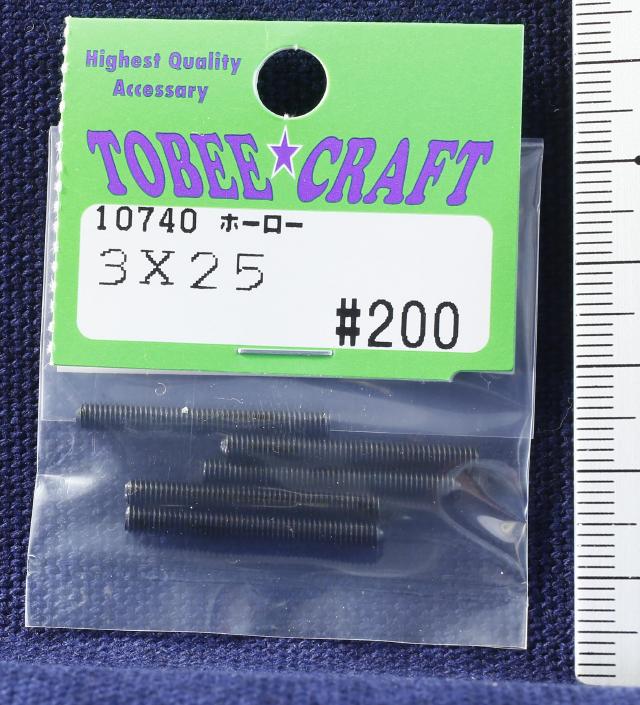 Highest Quality
Accessary
TOBEE★CRAFT
10740 ホーロー
3X25
#200